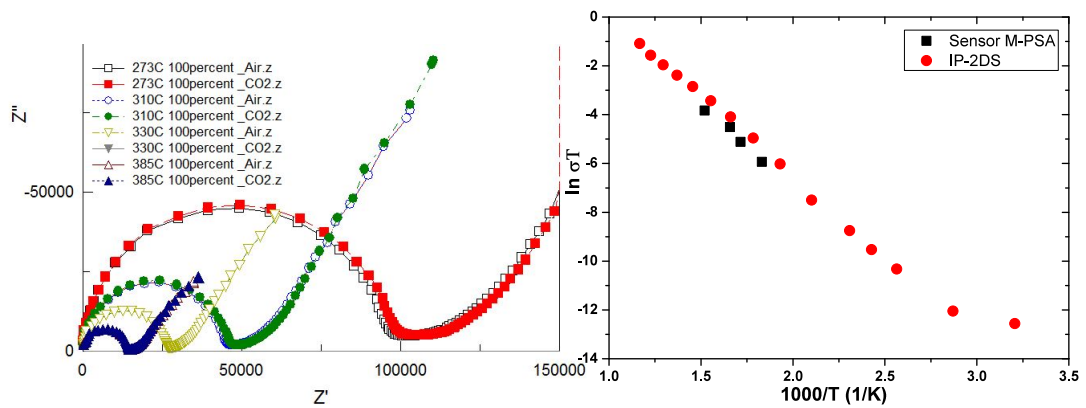 273C 100percent _Air.z
273C 100percent _CO2.z
310C 100percent _Air.z
310C 100percent _CO2.z
330C 100percent _Air.z
330C 100percent _CO2.z
385C 100percent _Air.z
385C 100percent _CO2.z
Z''
-50000
0
0
50000
100000
150000
Z'
Sensor M-PSA
IP-2DS
ln σT
0
-2
-4
-6
-8
-10
-12
-14
1.0
1.5
2.0
2.5
3.0
3.5
1000/T (1/K)